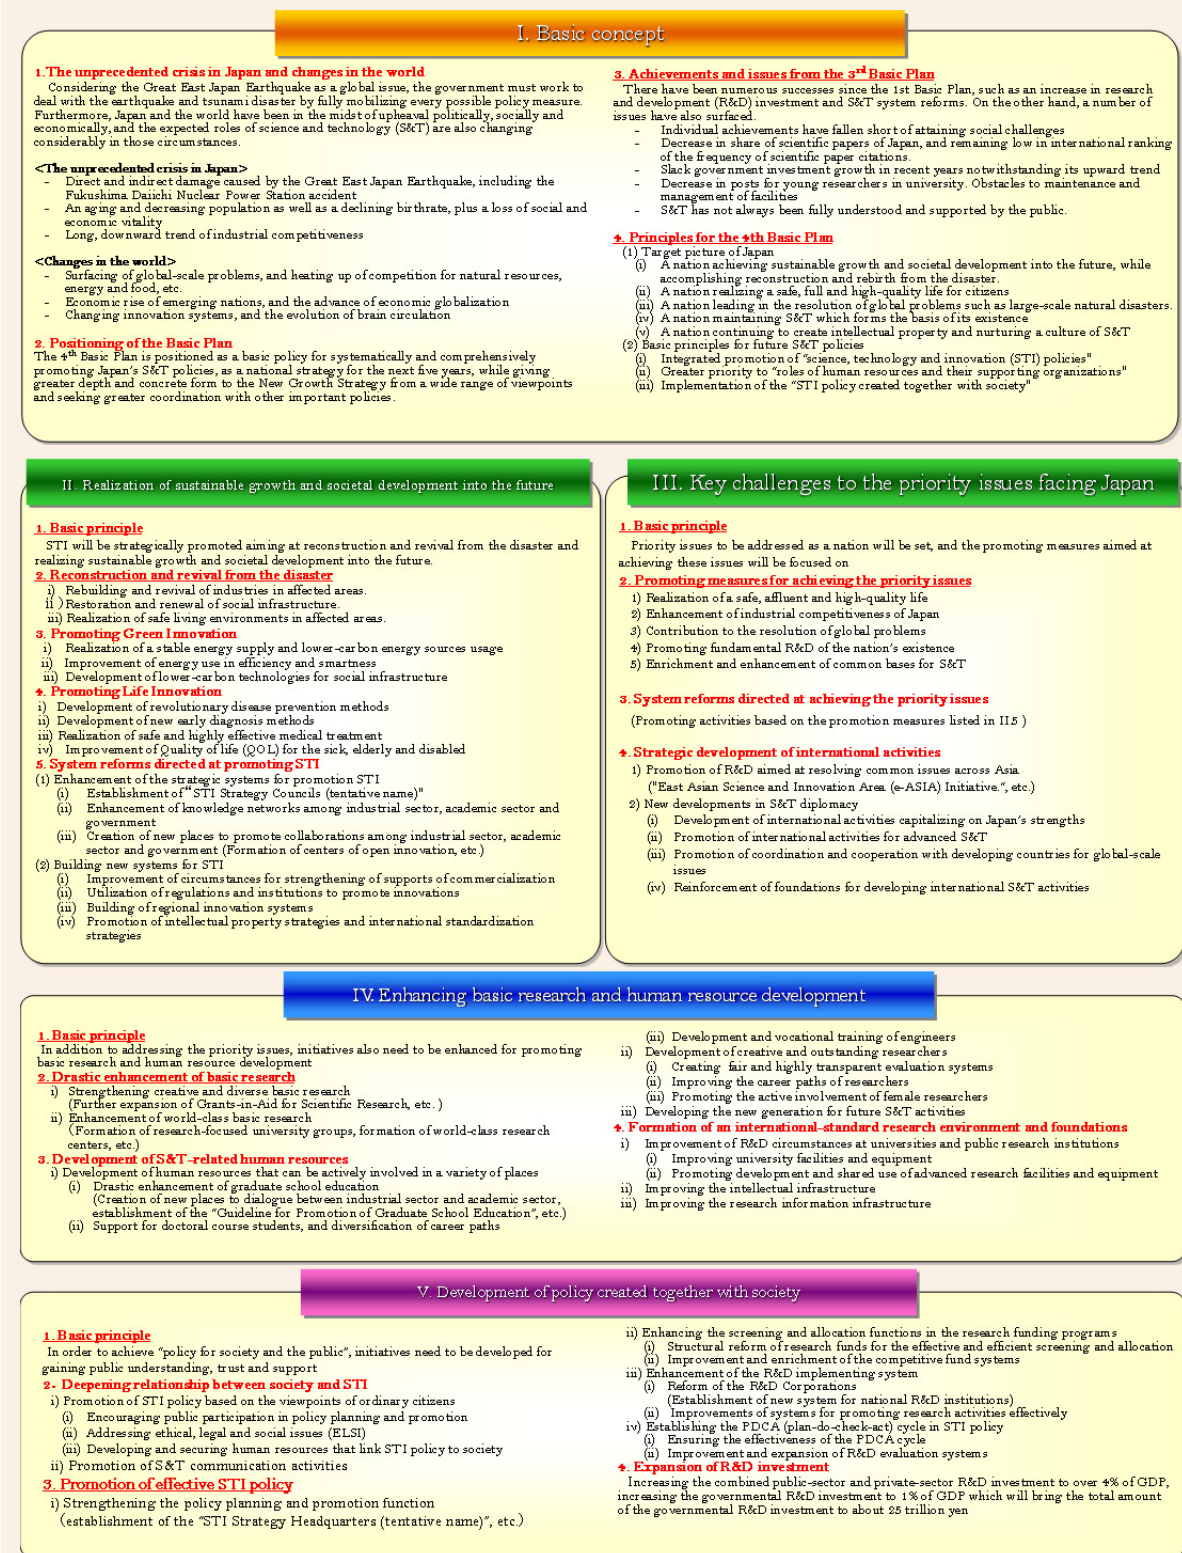 I. Basic concept
1.The unprecedented crisis in Japan and changes in the world
Considering the Great East Japan Earthquake as a global issue, the government must work to
deal with the earthquake and tsunami disaster by fully mobilizing every possible policy measure.
Furthermore, Japan and the world have been in the midst of upheaval politically, socially and
economically, and the expected roles of science and technology (S&T) are also changing
considerably in those circumstances.
<The unprecedented crisis in Japan>
- Direct and indirect damage caused by the Great East Japan Earthquake, including the
Fukushima Daiichi Nuclear Power Station accident
- An aging and decreasing population as well as a declining birthrate, plus a loss of social and
economic vitality
- Long, downward trend of industrial competitiveness
<Changes in the world>
- Surfacing of global-scale problems, and heating up of competition for natural resources,
energy and food, etc.
- Economic rise of emerging nations, and the advance of economic globalization
- Changing innovation systems, and the evolution of brain circulation
2. Positioning of the Basic Plan
The 4th Basic Plan is positioned as a basic policy for systematically and comprehensively
promoting Japan's S&T policies, as a national strategy for the next five years, while giving
greater depth and concrete form to the New Growth Strategy from a wide range of viewpoints
and seeking greater coordination with other important policies.
3. Achievements and issues from the 3rd Basic Plan
There have been numerous successes since the 1st Basic Plan, such as an increase in research
and development (R&D) investment and S&T system reforms. On the other hand, a number of
issues have also surfaced.
- Individual achievements have fallen short of attaining social challenges
- Decrease in share of scientific papers of Japan, and remaining low in international ranking
of the frequency of scientific paper citations.
- Slack government investment growth in recent years notwithstanding its upward trend
- Decrease in posts for young researchers in university. Obstacles to maintenance and
management of facilities
- S&T has not always been fully understood and supported by the public.
4. Principles for the 4th Basic Plan
(1) Target picture of Japan
(i) A nation achieving sustainable growth and societal development into the future, while
accomplishing reconstruction and rebirth from the disaster.
(ii) A nation realizing a safe, full and high-quality life for citizens
(iii) A nation leading in the resolution of global problems such as large-scale natural disasters.
(iv) A nation maintaining S&T which forms the basis of its existence
(v) A nation continuing to create intellectual property and nurturing a culture of S&T
(2) Basic principles for future S&T policies
(i) Integrated promotion of "science, technology and innovation (STI) policies"
(ii) Greater priority to "roles of human resources and their supporting organizations"
(iii) Implementation of the "STI policy created together with society"
II. Realization of sustainable growth and societal development into the future
1. Basic principle
STI will be strategically promoted aiming at reconstruction and revival from the disaster and
realizing sustainable growth and societal development into the future.
2. Reconstruction and revival from the disaster
i) Rebuilding and revival of industries in affected areas.
ii) Restoration and renewal of social infrastructure.
iii) Realization of safe living environments in affected areas.
3. Promoting Green Innovation
i) Realization of a stable energy supply and lower-carbon energy sources usage
ii) Improvement of energy use in efficiency and smartness
iii) Development of lower-carbon technologies for social infrastructure
4. Promoting Life Innovation
i) Development of revolutionary disease prevention methods
ii) Development of new early diagnosis methods
iii) Realization of safe and highly effective medical treatment
iv) Improvement of Quality of life (QOL) for the sick, elderly and disabled
5. System reforms directed at promoting STI
(1) Enhancement of the strategic systems for promotion STI
(i) Establishment of "STI Strategy Councils (tentative name)"
(ii) Enhancement of knowledge networks among industrial sector, academic sector and
government
(iii) Creation of new places to promote collaborations among industrial sector, academic
sector and government (Formation of centers of open innovation, etc.)
(2) Building new systems for STI
(i) Improvement of circumstances for strengthening of supports of commercialization
(ii) Utilization of regulations and institutions to promote innovations
(iii) Building of regional innovation systems
(iv) Promotion of intellectual property strategies and international standardization
strategies
III. Key challenges to the priority issues facing Japan
1. Basic principle
Priority issues to be addressed as a nation will be set, and the promoting measures aimed at
achieving these issues will be focused on
2. Promoting measures for achieving the priority issues
1) Realization of a safe, affluent and high-quality life
2) Enhancement of industrial competitiveness of Japan
3) Contribution to the resolution of global problems
4) Promoting fundamental R&D of the nation's existence
5) Enrichment and enhancement of common bases for S&T
3. System reforms directed at achieving the priority issues
(Promoting activities based on the promotion measures listed in II.5 )
4. Strategic development of international activities
1) Promotion of R&D aimed at resolving common issues across Asia
("East Asian Science and Innovation Area (e-ASIA) Initiative.", etc.)
2) New developments in S&T diplomacy
(i) Development of international activities capitalizing on Japan's strengths
(ii) Promotion of international activities for advanced S&T
(iii) Promotion of coordination and cooperation with developing countries for global-scale
issues
(iv) Reinforcement of foundations for developing international S&T activities
IV. Enhancing basic research and human resource development
1. Basic principle
In addition to addressing the priority issues, initiatives also need to be enhanced for promoting
basic research and human resource development
2. Drastic enhancement of basic research
i) Strengthening creative and diverse basic research
(Further expansion of Grants-in-Aid for Scientific Research, etc. )
ii) Enhancement of world-class basic research
(Formation of research-focused university groups, formation of world-class research
centers, etc.)
3. Development of S&T-related human resources
i) Development of human resources that can be actively involved in a variety of places
(i) Drastic enhancement of graduate school education
(Creation of new places to dialogue between industrial sector and academic sector,
establishment of the "Guideline for Promotion of Graduate School Education", etc.)
(ii) Support for doctoral course students, and diversification of career paths
(iii) Development and vocational training of engineers
ii) Development of creative and outstanding researchers
(i) Creating fair and highly transparent evaluation systems
(ii) Improving the career paths of researchers
(iii) Promoting the active involvement of female researchers
iii) Developing the new generation for future S&T activities
4. Formation of an international-standard research environment and foundations
i) Improvement of R&D circumstances at universities and public research institutions
(i) Improving university facilities and equipment
(ii) Promoting development and shared use of advanced research facilities and equipment
ii) Improving the intellectual infrastructure
iii) Improving the research information infrastructure
V. Development of policy created together with society
1. Basic principle
In order to achieve "policy for society and the public", initiatives need to be developed for
gaining public understanding, trust and support
2- Deepening relationship between society and STI
i) Promotion of STI policy based on the viewpoints of ordinary citizens
(i) Encouraging public participation in policy planning and promotion
(ii) Addressing ethical, legal and social issues (ELSI)
(iii) Developing and securing human resources that link STI policy to society
ii) Promotion of S&T communication activities
3. Promotion of effective STI policy
i) Strengthening the policy planning and promotion function
(establishment of the "STI Strategy Headquarters (tentative name)", etc.)
ii) Enhancing the screening and allocation functions in the research funding programs
(i) Structural reform of research funds for the effective and efficient screening and allocation
(ii) Improvement and enrichment of the competitive fund systems
iii) Enhancement of the R&D implementing system
(i) Reform of the R&D Corporations
(Establishment of new system for national R&D institutions)
(ii) Improvements of systems for promoting research activities effectively
iv) Establishing the PDCA (plan-do-check-act) cycle in STI policy
(i) Ensuring the effectiveness of the PDCA cycle
(ii) Improvement and expansion of R&D evaluation systems
4. Expansion of R&D investment
Increasing the combined public-sector and private-sector R&D investment to over 4% of GDP,
increasing the governmental R&D investment to 1% of GDP which will bring the total amount
of the governmental R&D investment to about 25 trillion yen